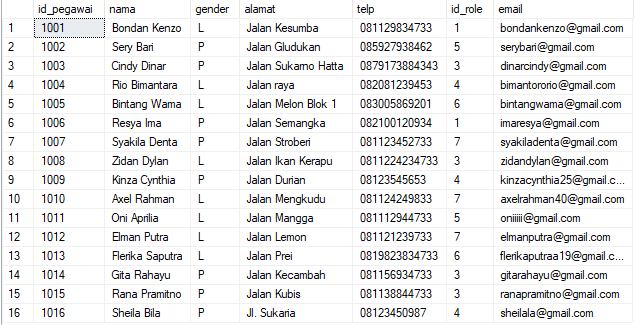 id_pegawai nama gender alamat telp id_role email
1 1001 Bondan Kenzo L Jalan Kesumba 081129834733 1 bondankenzo@gmail.com
2 1002 Sery Bari P Jalan Gludukan 085927938462 5 serybari@gmail.com
3 1003 Cindy Dinar P Jalan Sukarno Hatta 0879173884343 3 dinarcindy@gmail.com
4 1004 Rio Bimantara L Jalan raya 082081239453 4 bimantororio@gmail.com
5 1005 Bintang Wama L Jalan Melon Blok 1 083005869201 6 bintangwama@gmail.com
6 1006 Resya Ima P Jalan Semangka 082100120934 1 imaresya@gmail.com
7 1007 Syakila Denta P Jalan Stroberi 081123452733 7 syakiladenta@gmail.com
8 1008 Zidan Dylan L Jalan Ikan Kerapu 0811224234733 3 zidandylan@gmail.com
9 1009 Kinza Cynthia P Jalan Durian 08123545653 4 kinzacynthia25@gmail.c...
10 1010 Axel Rahman L Jalan Mengkudu 081124249833 7 axelrahman40@gmail.com
11 1011 Oni Aprilia L Jalan Mangga 081112944733 5 oniiiii@gmail.com
12 1012 Elman Putra L Jalan Lemon 081121239733 7 elmanputra@gmail.com
13 1013 Flerika Saputra L Jalan Prei 0819823834733 6 flerikaputraa19@gmail.c...
14 1014 Gita Rahayu P Jalan Kecambah 081156934733 3 gitarahayu@gmail.com
15 1015 Rana Pramitno P Jalan Kubis 081138844733 3 ranapramitno@gmail.com
16 1016 Sheila Bila P Jl. Sukaria 08123450987 4 sheilala@gmail.com